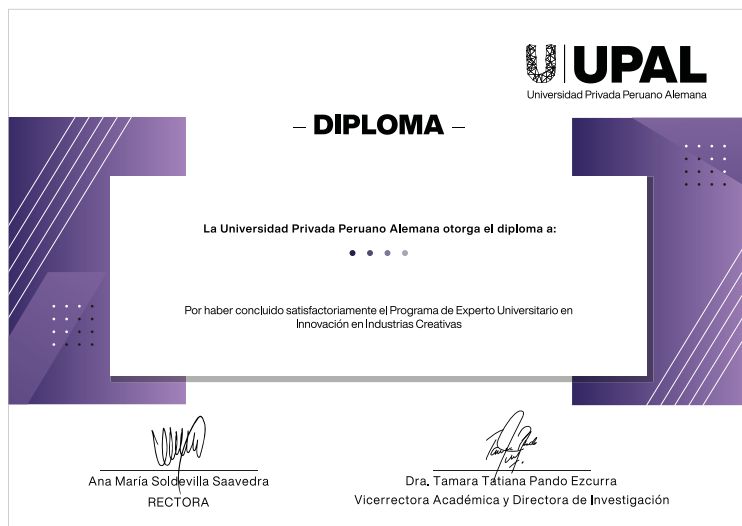 UPAL
Universidad Privada Peruano Alemana
DIPLOMA
La Universidad Privada Peruano Alemana otorga el diploma a:
Por haber concluido satisfactoriamente el Programa de Experto Universitario en
Innovación en Industrias Creativas
Ana María Soldevilla Saavedra
RECTORA
Dra. Tamara Tatiana Pando Ezcurra
Vicerrectora Académica y Directora de Investigación